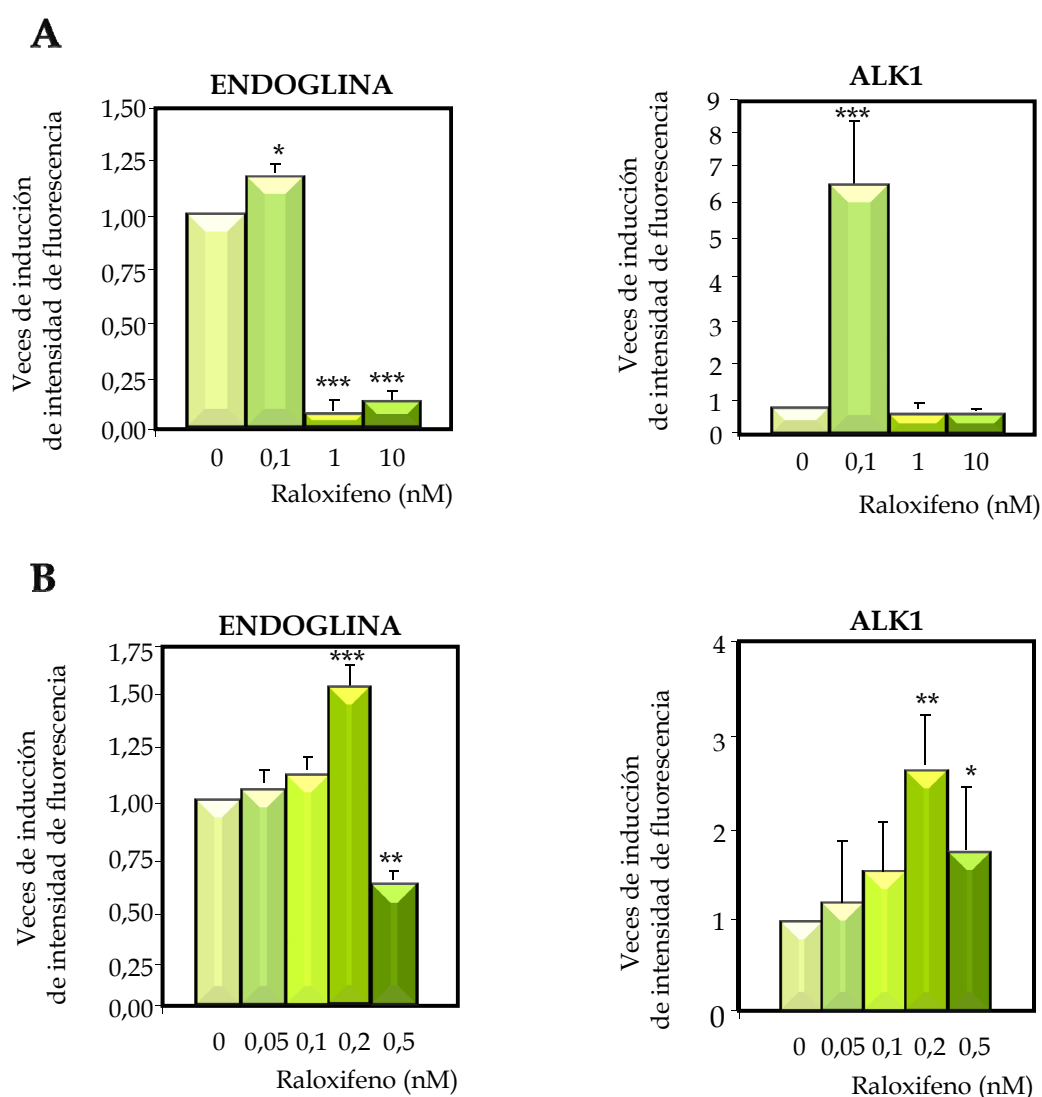 A
ENDOGLINA
Veces de inducción
de intensidad de fluorescencia
1,50
1,25
1,00
0,75
0,50
0,25
0,00
*
***
***
0 0,1 1 10
Raloxifeno (nM)
ALK1
Veces de inducción
de intensidad de fluorescencia
9
8
7
6
5
4
3
2
1
0
***
0 0,1 1 10
Raloxifeno (nM)
B
ENDOGLINA
Veces de inducción
de intensidad de fluorescencia
1,75
1,50
1,25
1,00
0,75
0,50
0,25
0,00
***
**
0 0,05 0,1 0,2 0,5
Raloxifeno (nM)
ALK1
Veces de inducción
de intensidad de fluorescencia
4
3
2
1
0
**
*
0 0,05 0,1 0,2 0,5
Raloxifeno (nM)